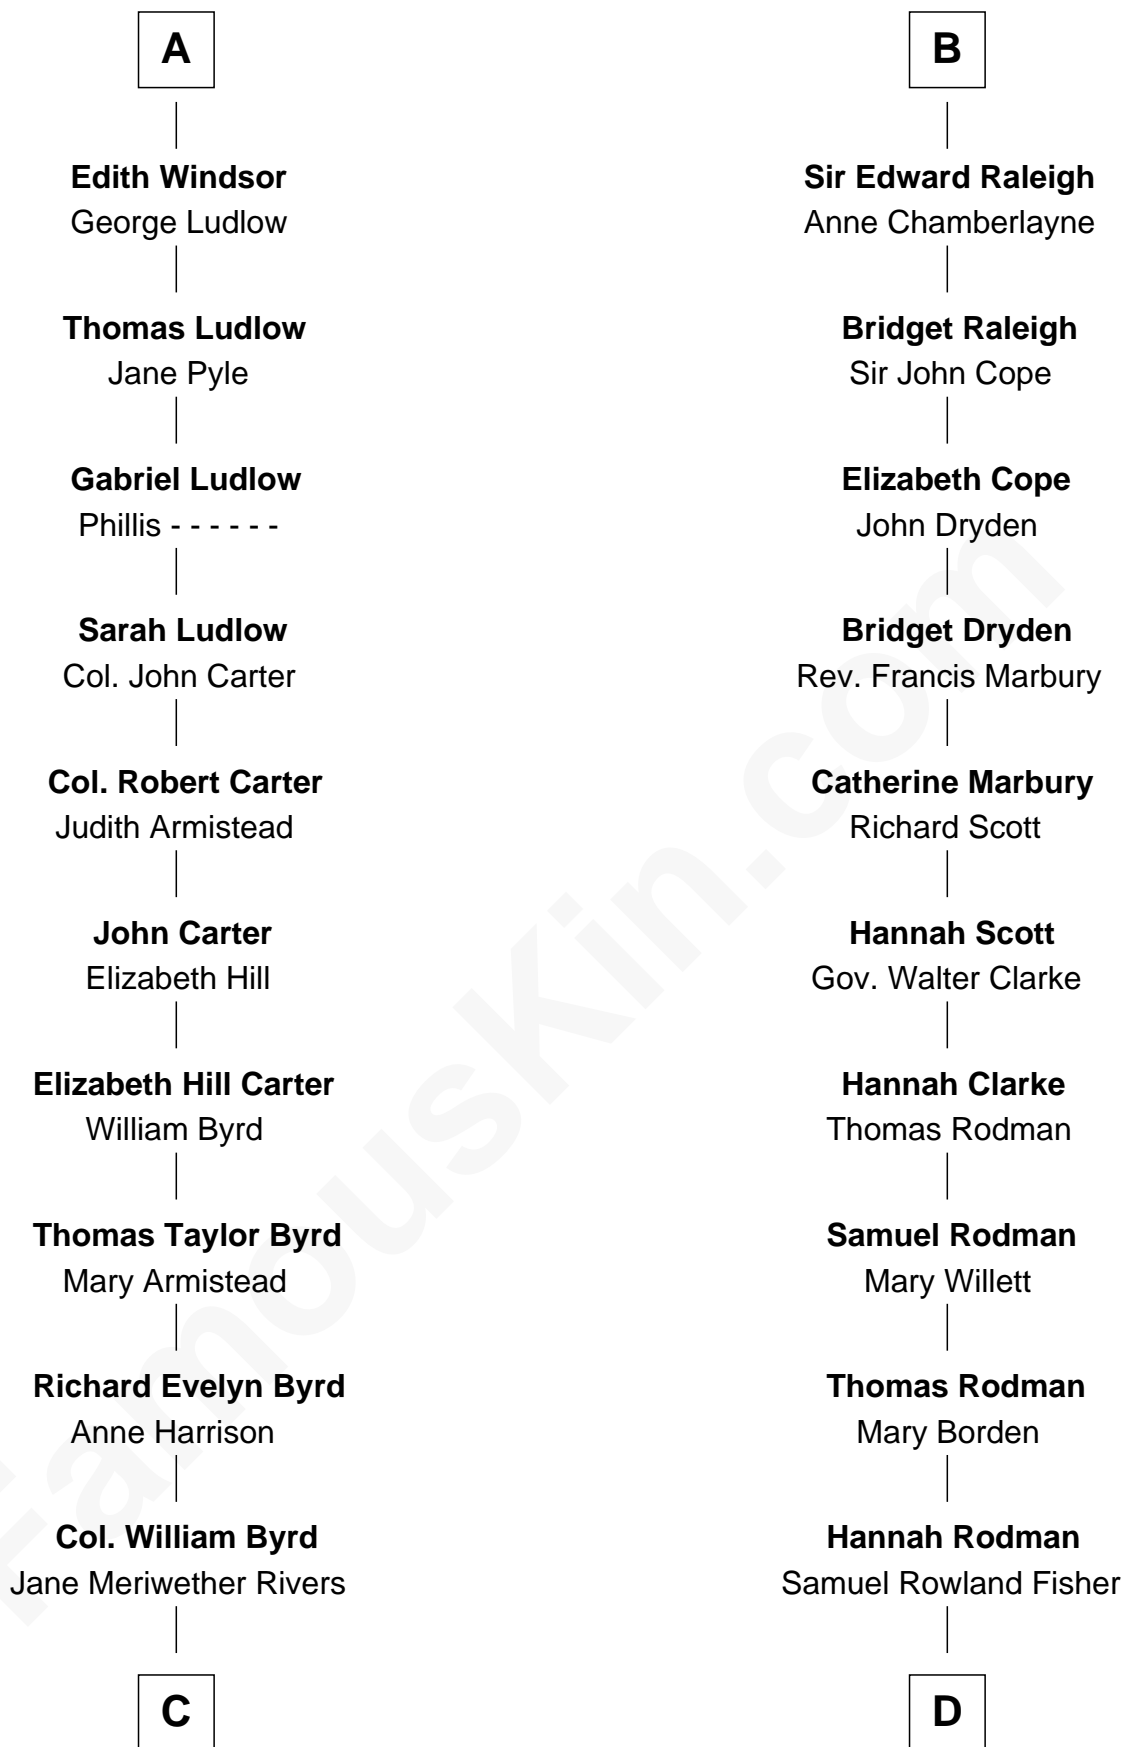 A
Edith Windsor
George Ludlow
Thomas Ludlow
Jane Pyle
Gabriel Ludlow
Phillis - - - - - -
Sarah Ludlow
Col. John Carter
Col. Robert Carter
Judith Armistead
John Carter
Elizabeth Hill
Elizabeth Hill Carter
William Byrd
Thomas Taylor Byrd
Mary Armistead
Richard Evelyn Byrd
Anne Harrison
Col. William Byrd
Jane Meriwether Rivers
C
B
Sir Edward Raleigh
Anne Chamberlayne
Bridget Raleigh
Sir John Cope
Elizabeth Cope
John Dryden
Bridget Dryden
Rev. Francis Marbury
Catherine Marbury
Richard Scott
Hannah Scott
Gov. Walter Clarke
Hannah Clarke
Thomas Rodman
Samuel Rodman
Mary Willett
Thomas Rodman
Mary Borden
Hannah Rodman
Samuel Rowland Fisher
D
FamousKin.com